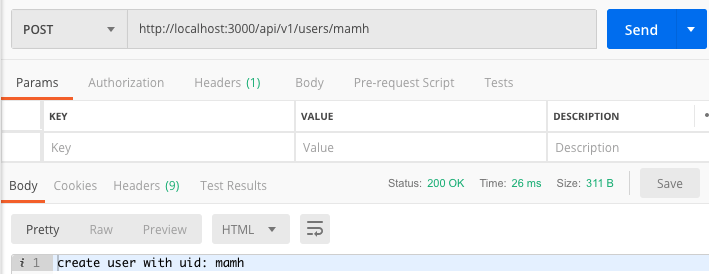 POST http://localhost:3000/api/v1/users/mamh Send
Params Authorization Headers (1) Body Pre-request Script Tests
KEY VALUE DESCRIPTION
Key Value Description
Body Cookies Headers (9) Test Results Status: 200 OK Time: 26 ms Size: 311 B Save
Pretty Raw Preview HTML
i 1 create user with uid: mamh